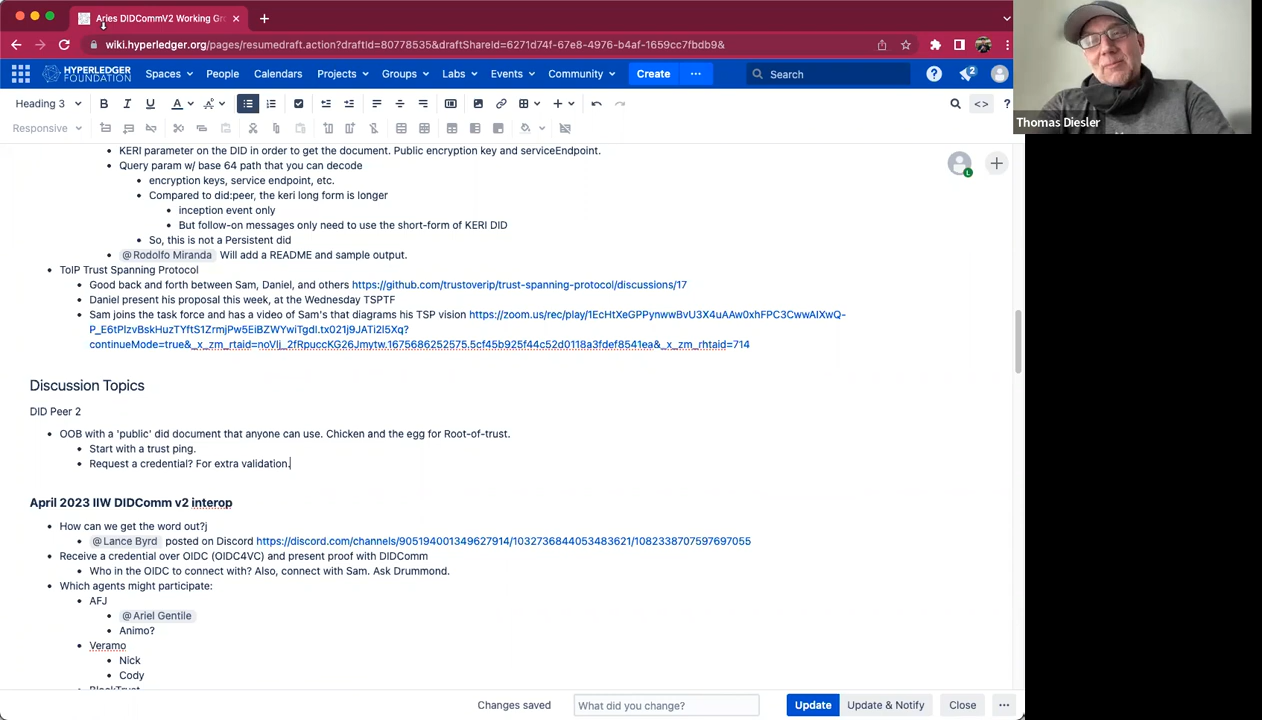 Aries DIDCommV2 Working Gr
wiki.hyperledger.org/pages/resumedraft.action?draftId=80778535&draftShareId=6271d74f-67e8-4976-b4af-1659cc7fbdb9&
HYPERLEDGER FOUNDATION Spaces People Calendars Projects Groups Labs Events Community Create ... Search ? 2
Heading 3 B I U A <> ?
Responsive
Thomas Diesler
KERI parameter on the DID in order to get the document. Public encryption key and serviceEndpoint.
Query param w/ base 64 path that you can decode
L
encryption keys, service endpoint, etc.
Compared to did:peer, the keri long form is longer
inception event only
But follow-on messages only need to use the short-form of KERI DID
So, this is not a Persistent did
@Rodolfo Miranda Will add a README and sample output.
ToIP Trust Spanning Protocol
Good back and forth between Sam, Daniel, and others https://github.com/trustoverip/trust-spanning-protocol/discussions/17
Daniel present his proposal this week, at the Wednesday TSPTF
Sam joins the task force and has a video of Sam's that diagrams his TSP vision https://zoom.us/rec/play/1EcHtXeGPPynwwBvU3X4uAAw0xhFPC3CwwAIXwQ-
P_E6tPlzvBskHuzTYftS1ZrmjPw5EiBZWYwiTgdI.tx021j9JATi2l5Xq?
continueMode=true&_x_zm_rtaid=noVIj_2fRpuccKG26Jmytw.1675686252575.5cf45b925f44c52d0118a3fdef8541ea&_x_zm_rhtaid=714
Discussion Topics
DID Peer 2
OOB with a 'public' did document that anyone can use. Chicken and the egg for Root-of-trust.
Start with a trust ping.
Request a credential? For extra validation.
April 2023 IIW DIDComm v2 interop
How can we get the word out?j
@Lance Byrd posted on Discord https://discord.com/channels/905194001349627914/1032736844053483621/1082338707597697055
Receive a credential over OIDC (OIDC4VC) and present proof with DIDComm
Who in the OIDC to connect with? Also, connect with Sam. Ask Drummond.
Which agents might participate:
AFJ
@Ariel Gentile
Animo?
Veramo
Nick
Cody
BlockTrust
Changes saved What did you change? Update Update & Notify Close ...